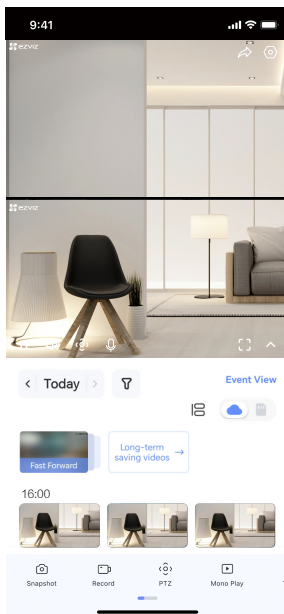 9:41
ezviz
ezviz
Today
Event View
Fast Forward
Long-term
saving videos
16:00
Snapshot
Record
PTZ
Mono Play